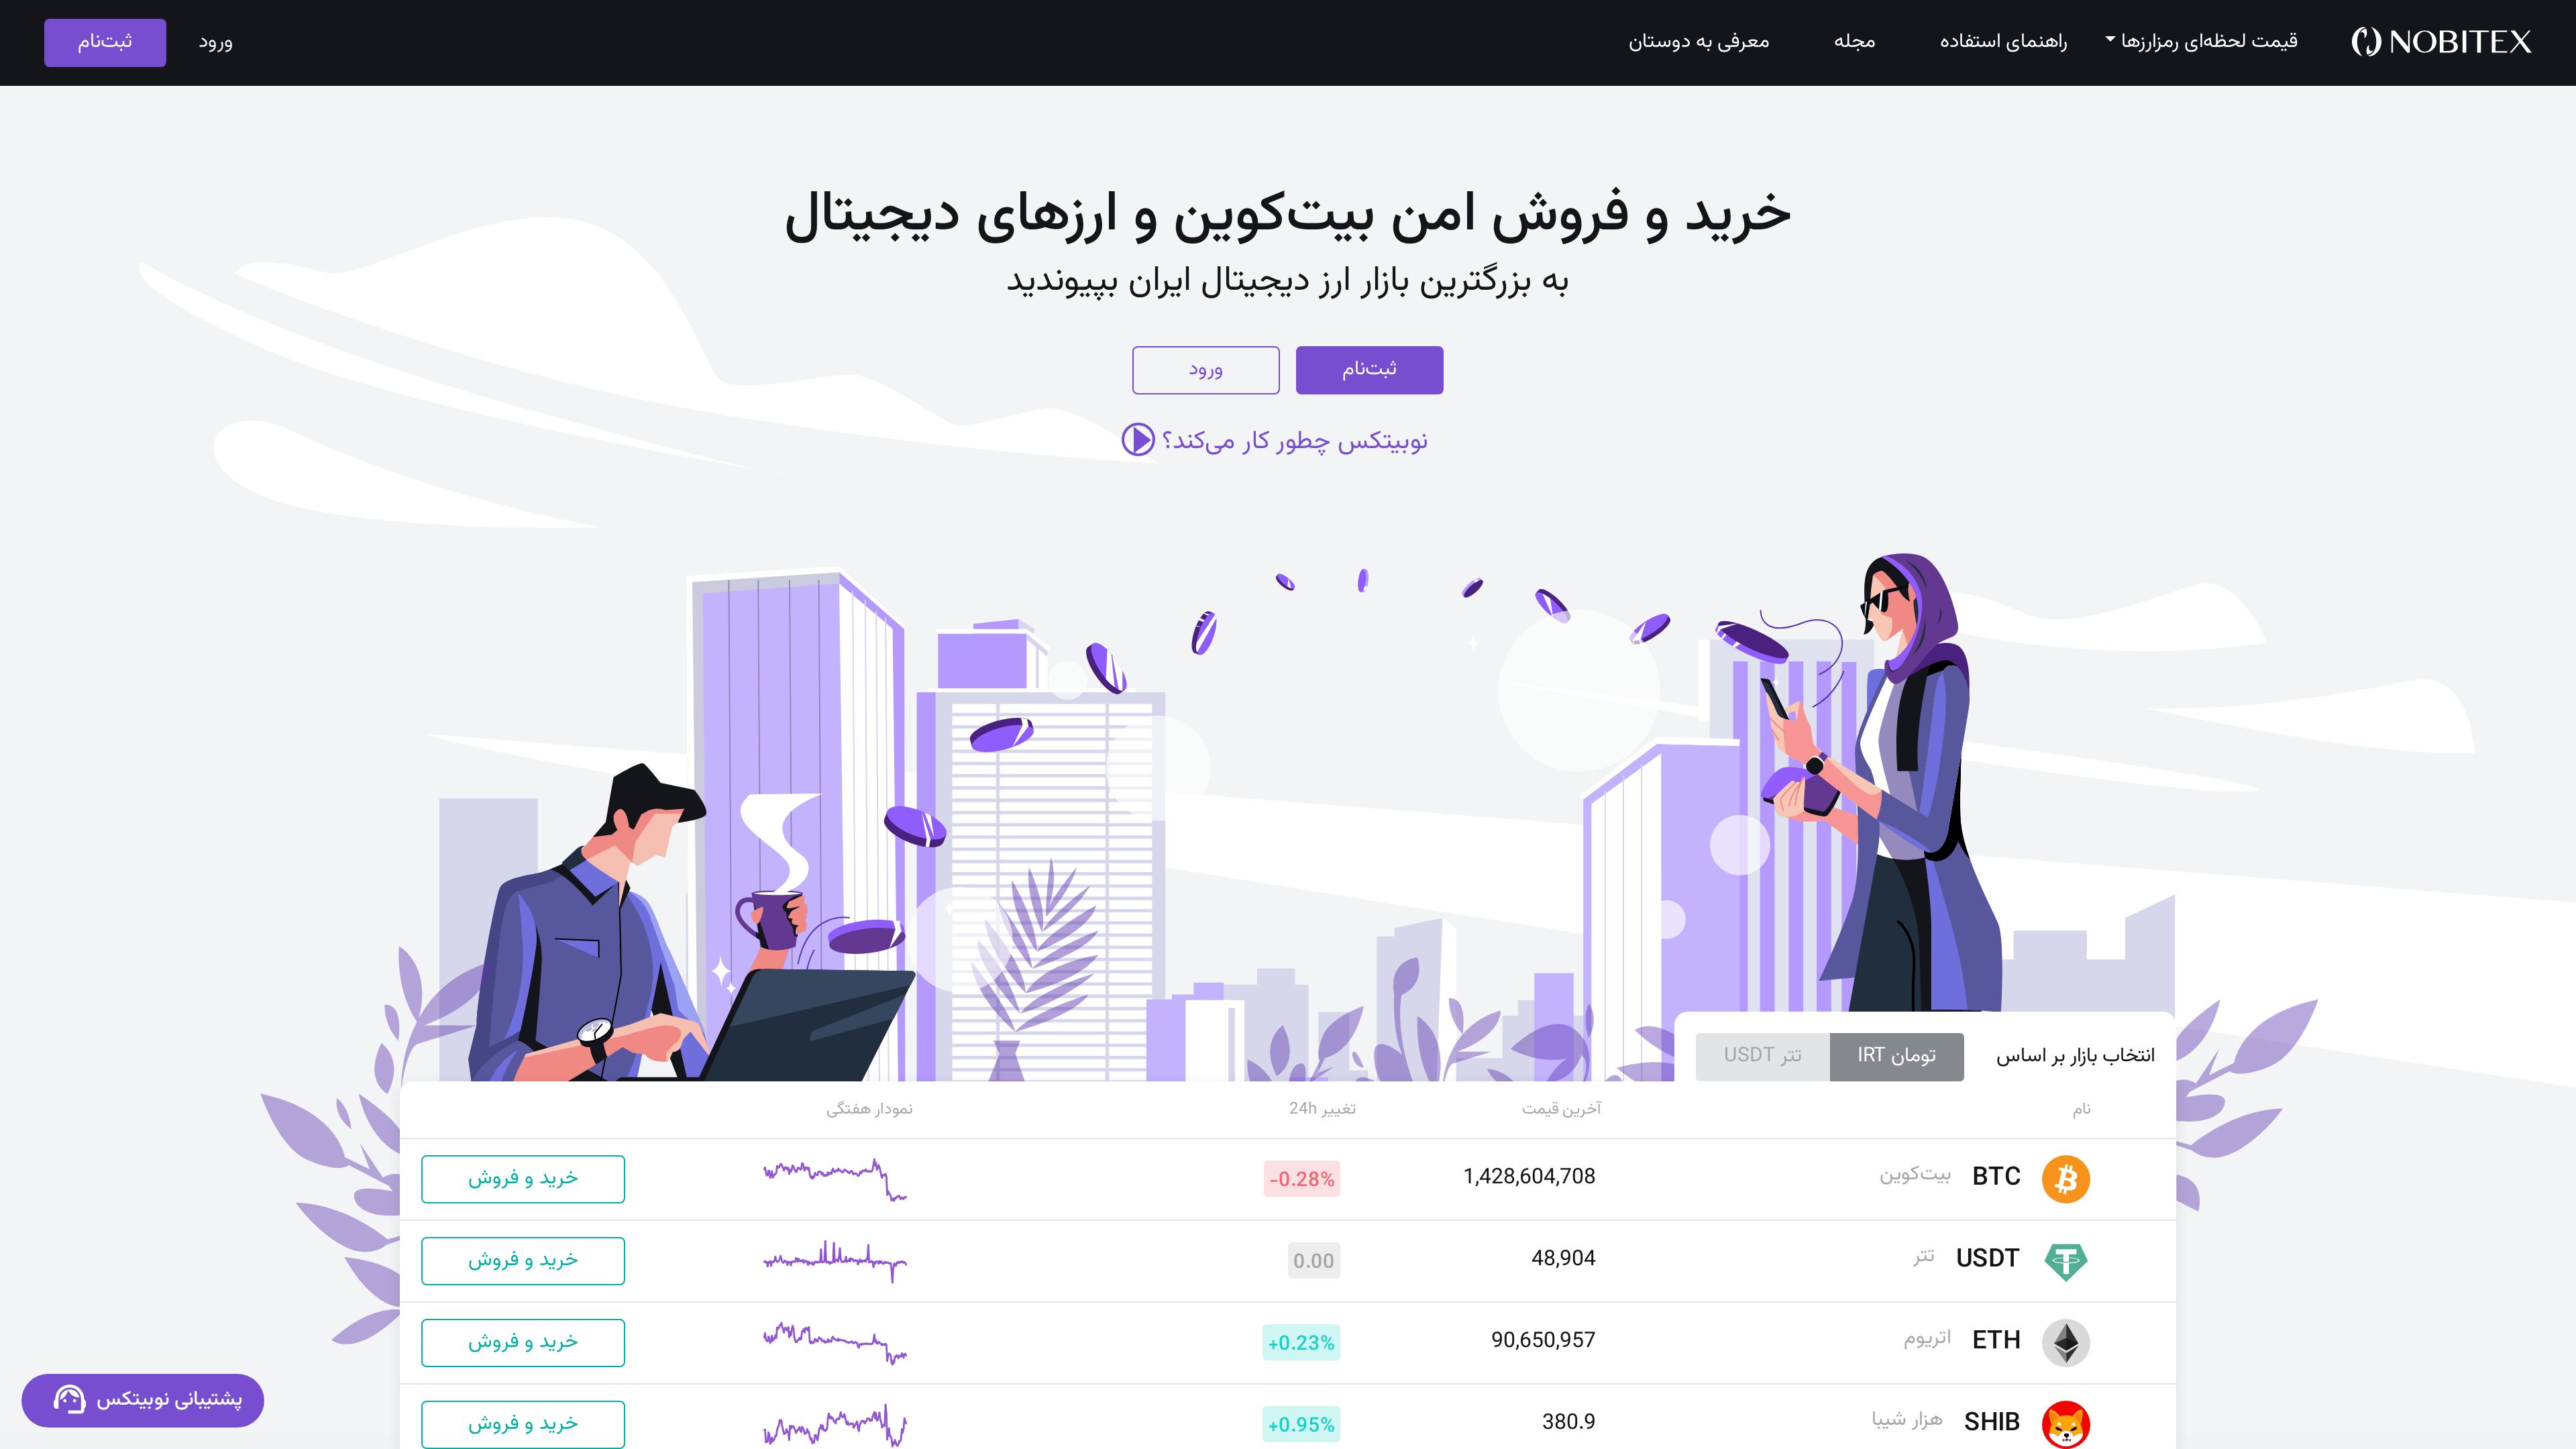 NOBITEX
قیمت لحظه‌ای رمزارزها
راهنمای استفاده
مجله
معرفی به دوستان
ورود
ثبت‌نام
خرید و فروش امن بیت‌کوین و ارزهای دیجیتال
به بزرگترین بازار ارز دیجیتال ایران بپیوندید
ثبت‌نام
ورود
نوبیتکس چطور کار می‌کند؟
انتخاب بازار بر اساس
تومان IRT
تتر USDT
نام
آخرین قیمت
تغییر 24h
نمودار هفتگی
BTC بیت‌کوین 1,428,604,708 -0.28% خرید و فروش
USDT تتر 48,904 0.00 خرید و فروش
ETH اتریوم 90,650,957 +0.23% خرید و فروش
SHIB هزار شیبا 380.9 +0.95% خرید و فروش
پشتیبانی نوبیتکس